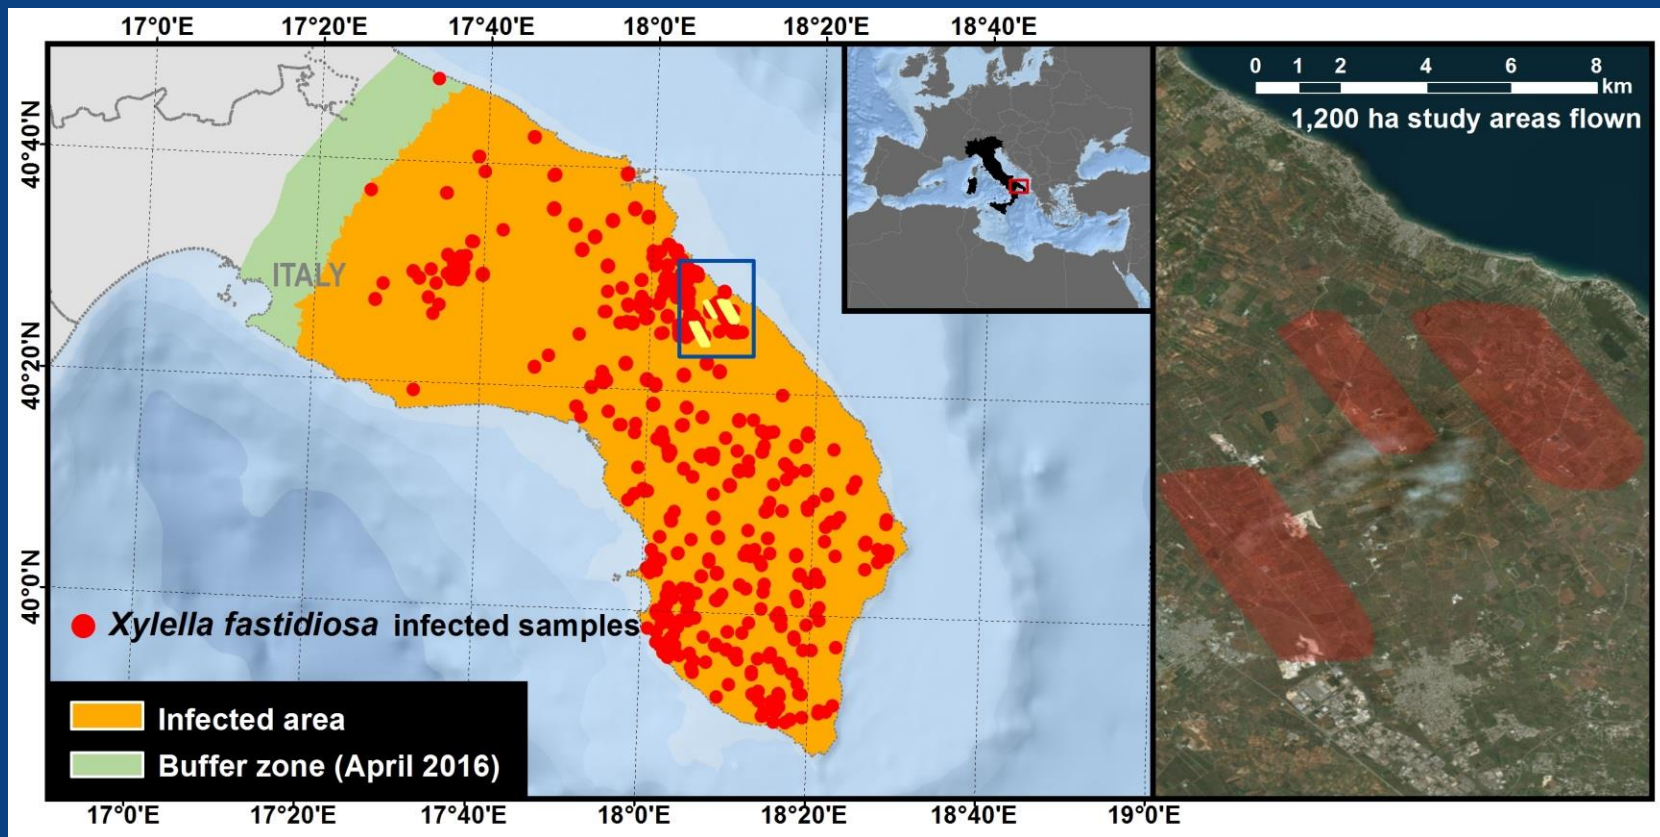 17°0'E 17°20'E 17°40'E 18°0'E 18°20'E 18°40'E
40°40'N
40°20'N
40°0'N
ITALY
Xylella fastidiosa infected samples
Infected area
Buffer zone (April 2016)
17°0'E 17°20'E 17°40'E 18°0'E 18°20'E 18°40'E 19°0'E
0 1 2 4 6 8
km
1,200 ha study areas flown